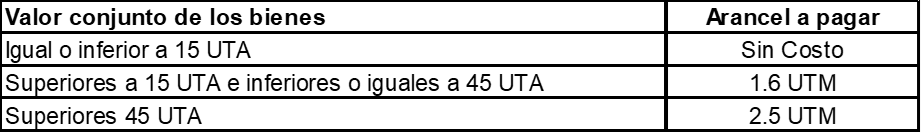 Valor conjunto de los bienes Arancel a pagar
Igual o inferior a 15 UTA Sin Costo
Superiores a 15 UTA e inferiores o iguales a 45 UTA 1.6 UTM
Superiores 45 UTA 2.5 UTM